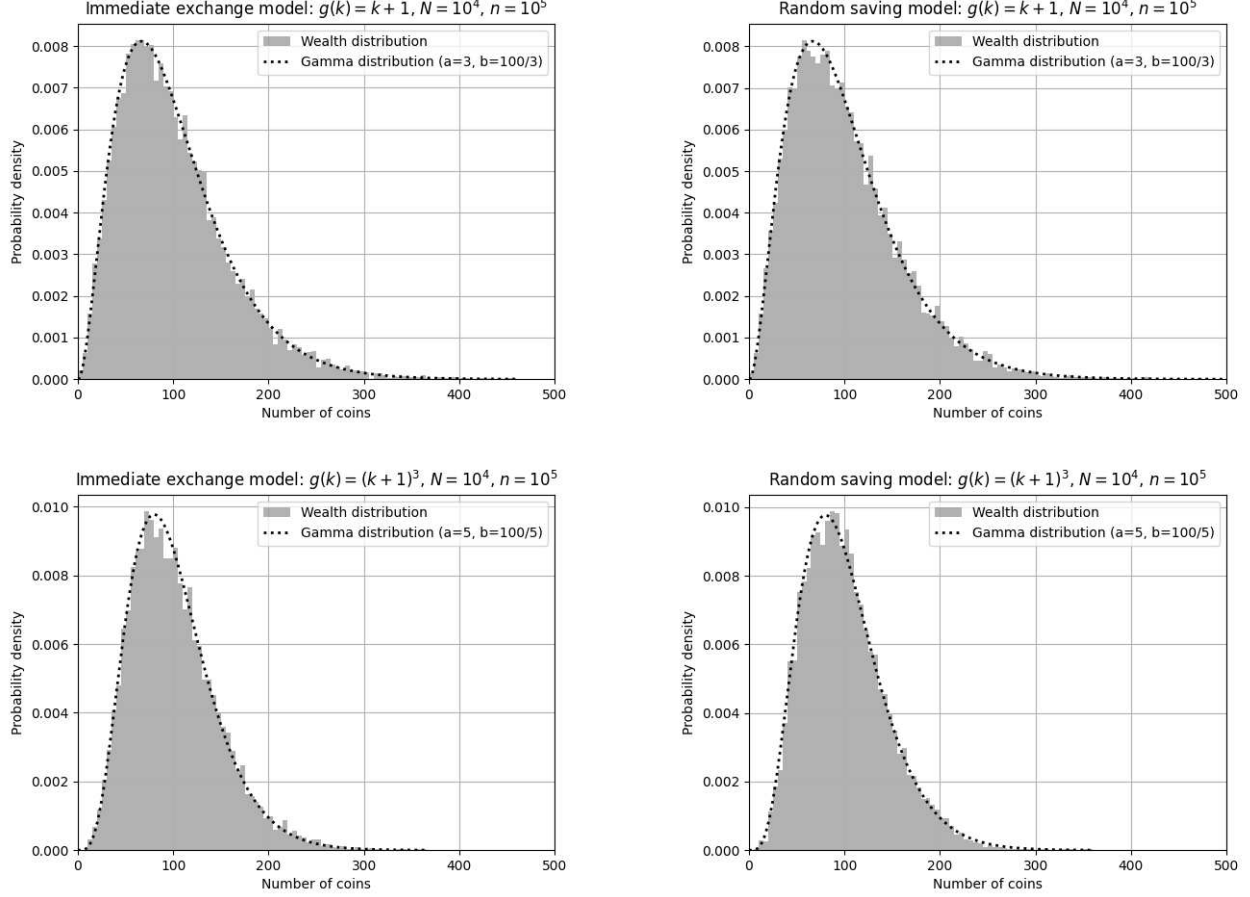 Immediate exchange model: g(k) = k + 1, N = 10⁴, n = 10⁵
Wealth distribution
Gamma distribution (a=3, b=100/3)
Probability density
0.008
0.007
0.006
0.005
0.004
0.003
0.002
0.001
0.000
0 100 200 300 400 500
Number of coins
Random saving model: g(k) = k + 1, N = 10⁴, n = 10⁵
Wealth distribution
Gamma distribution (a=3, b=100/3)
Probability density
0.008
0.007
0.006
0.005
0.004
0.003
0.002
0.001
0.000
0 100 200 300 400 500
Number of coins
Immediate exchange model: g(k) = (k + 1)³, N = 10⁴, n = 10⁵
Wealth distribution
Gamma distribution (a=5, b=100/5)
Probability density
0.010
0.008
0.006
0.004
0.002
0.000
0 100 200 300 400 500
Number of coins
Random saving model: g(k) = (k + 1)³, N = 10⁴, n = 10⁵
Wealth distribution
Gamma distribution (a=5, b=100/5)
Probability density
0.010
0.008
0.006
0.004
0.002
0.000
0 100 200 300 400 500
Number of coins